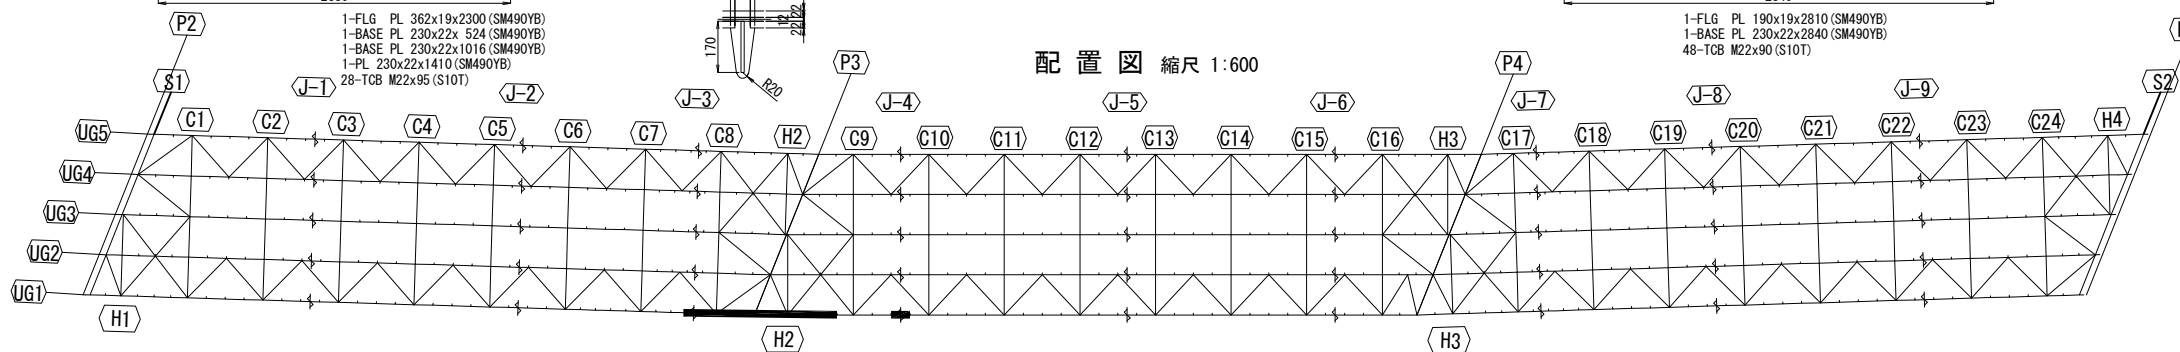 P2
1-FLG PL 362x19x2300(SM490YB)
1-BASE PL 230x22x 524(SM490YB)
1-BASE PL 230x22x1016(SM490YB)
1-PL 230x22x1410(SM490YB)
28-TCB M22x95(S10T)
170
12
22
22
R20
配置図 縮尺 1:600
1-FLG PL 190x19x2810(SM490YB)
1-BASE PL 230x22x2840(SM490YB)
48-TCB M22x90(S10T)
P3
P4
S1
S2
J-1
J-2
J-3
J-4
J-5
J-6
J-7
J-8
J-9
UG5
C1
C2
C3
C4
C5
C6
C7
C8
H2
C9
C10
C11
C12
C13
C14
C15
C16
H3
C17
C18
C19
C20
C21
C22
C23
C24
H4
UG4
UG3
UG2
UG1
H1
H2
H3